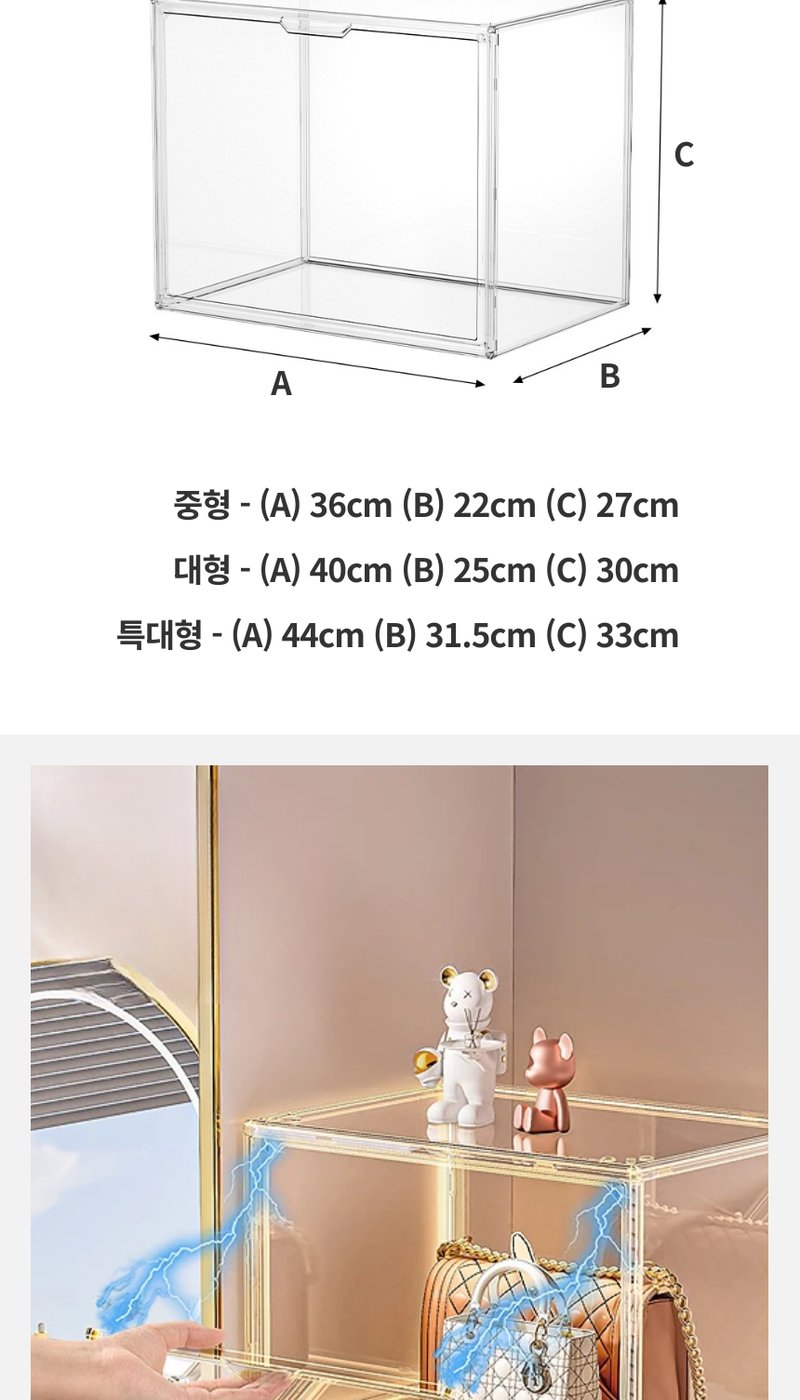 C
A
B
중형 - (A) 36cm (B) 22cm (C) 27cm
대형 - (A) 40cm (B) 25cm (C) 30cm
특대형 - (A) 44cm (B) 31.5cm (C) 33cm